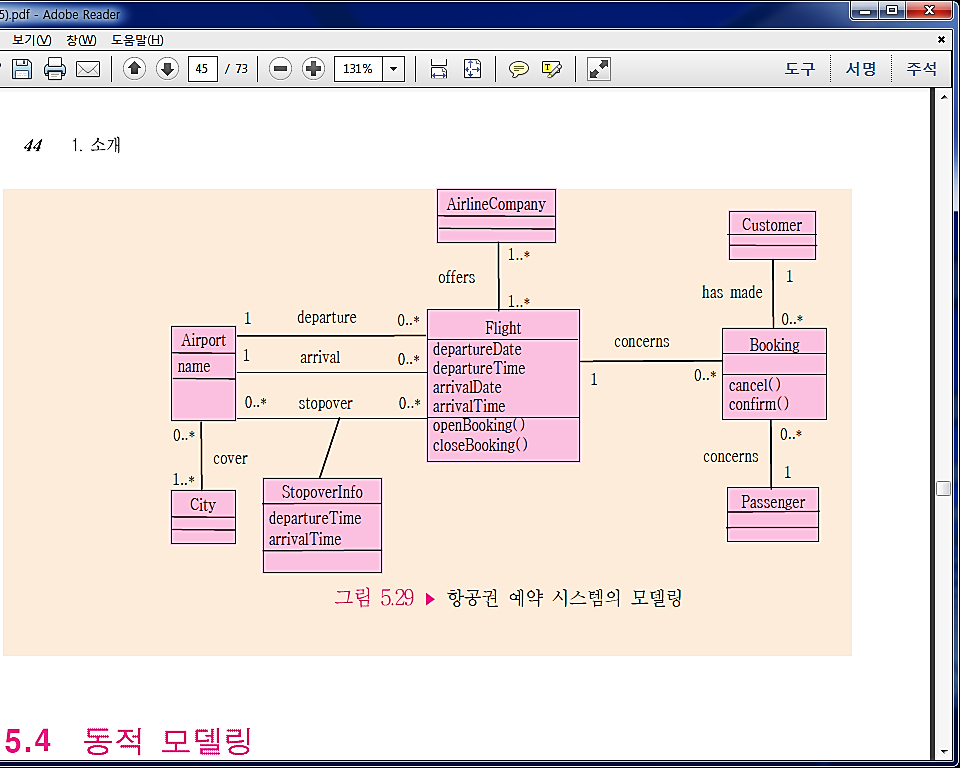 5).pdf - Adobe Reader
보기(V) 창(W) 도움말(H)
45 / 73 131% 도구 서명 주석
44 1. 소개
AirlineCompany
Customer
1..*
offers
1..*
1
has made
0..*
1 departure 0..*
Airport
name
1 arrival 0..*
0..* stopover 0..*
Flight
departureDate
departureTime
arrivalDate
arrivalTime
openBooking()
closeBooking()
concerns
1 0..*
Booking
cancel()
confirm()
0..*
cover
1..*
City
StopoverInfo
departureTime
arrivalTime
0..*
concerns
1
Passenger
그림 5.29 ▶ 항공권 예약 시스템의 모델링
5.4 동적 모델링